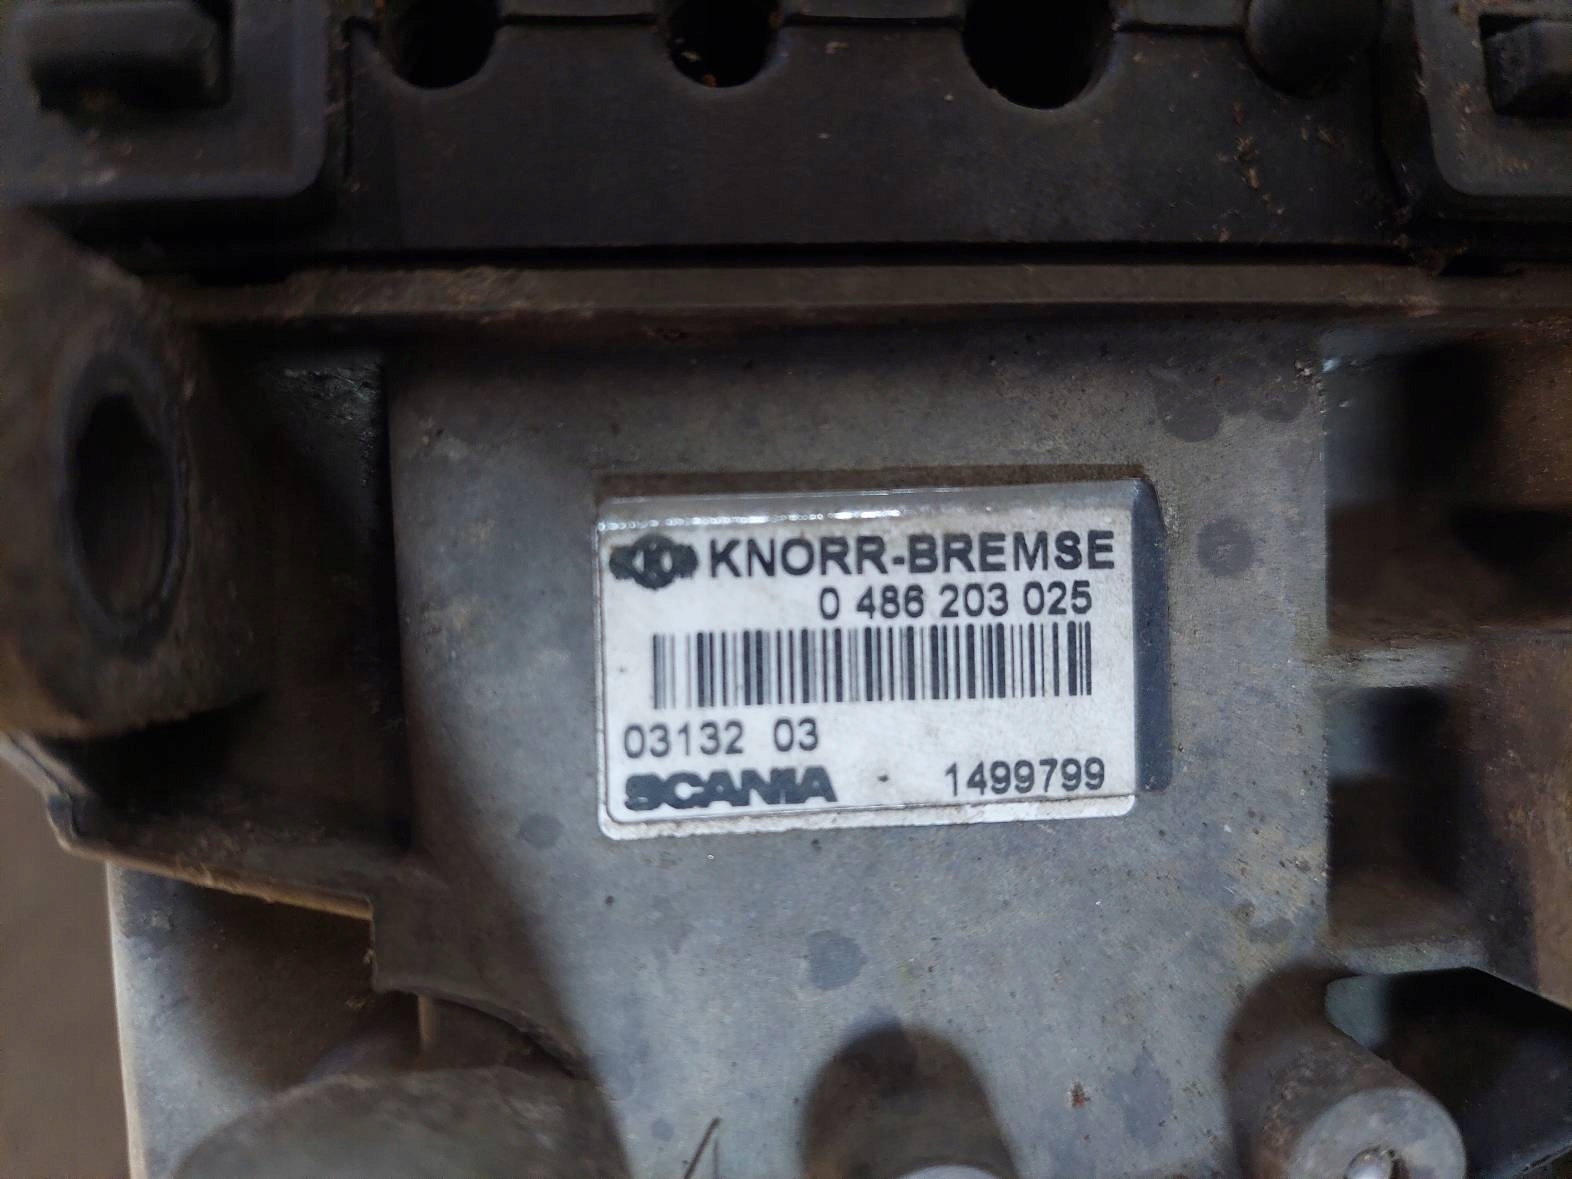 KNORR-BREMSE
0 486 203 025
03132 03
SCANIA 1499799